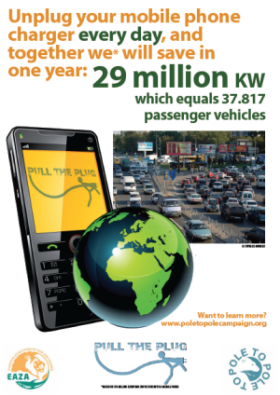 Unplug your mobile phone
charger every day, and
together we* will save in
one year: 29 million KW
which equals 37.817
passenger vehicles
PULL THE PLUG
Want to learn more?
www.poletopolecampaign.org
EAZA
PULL THE PLUG
POLE TO POLE TO